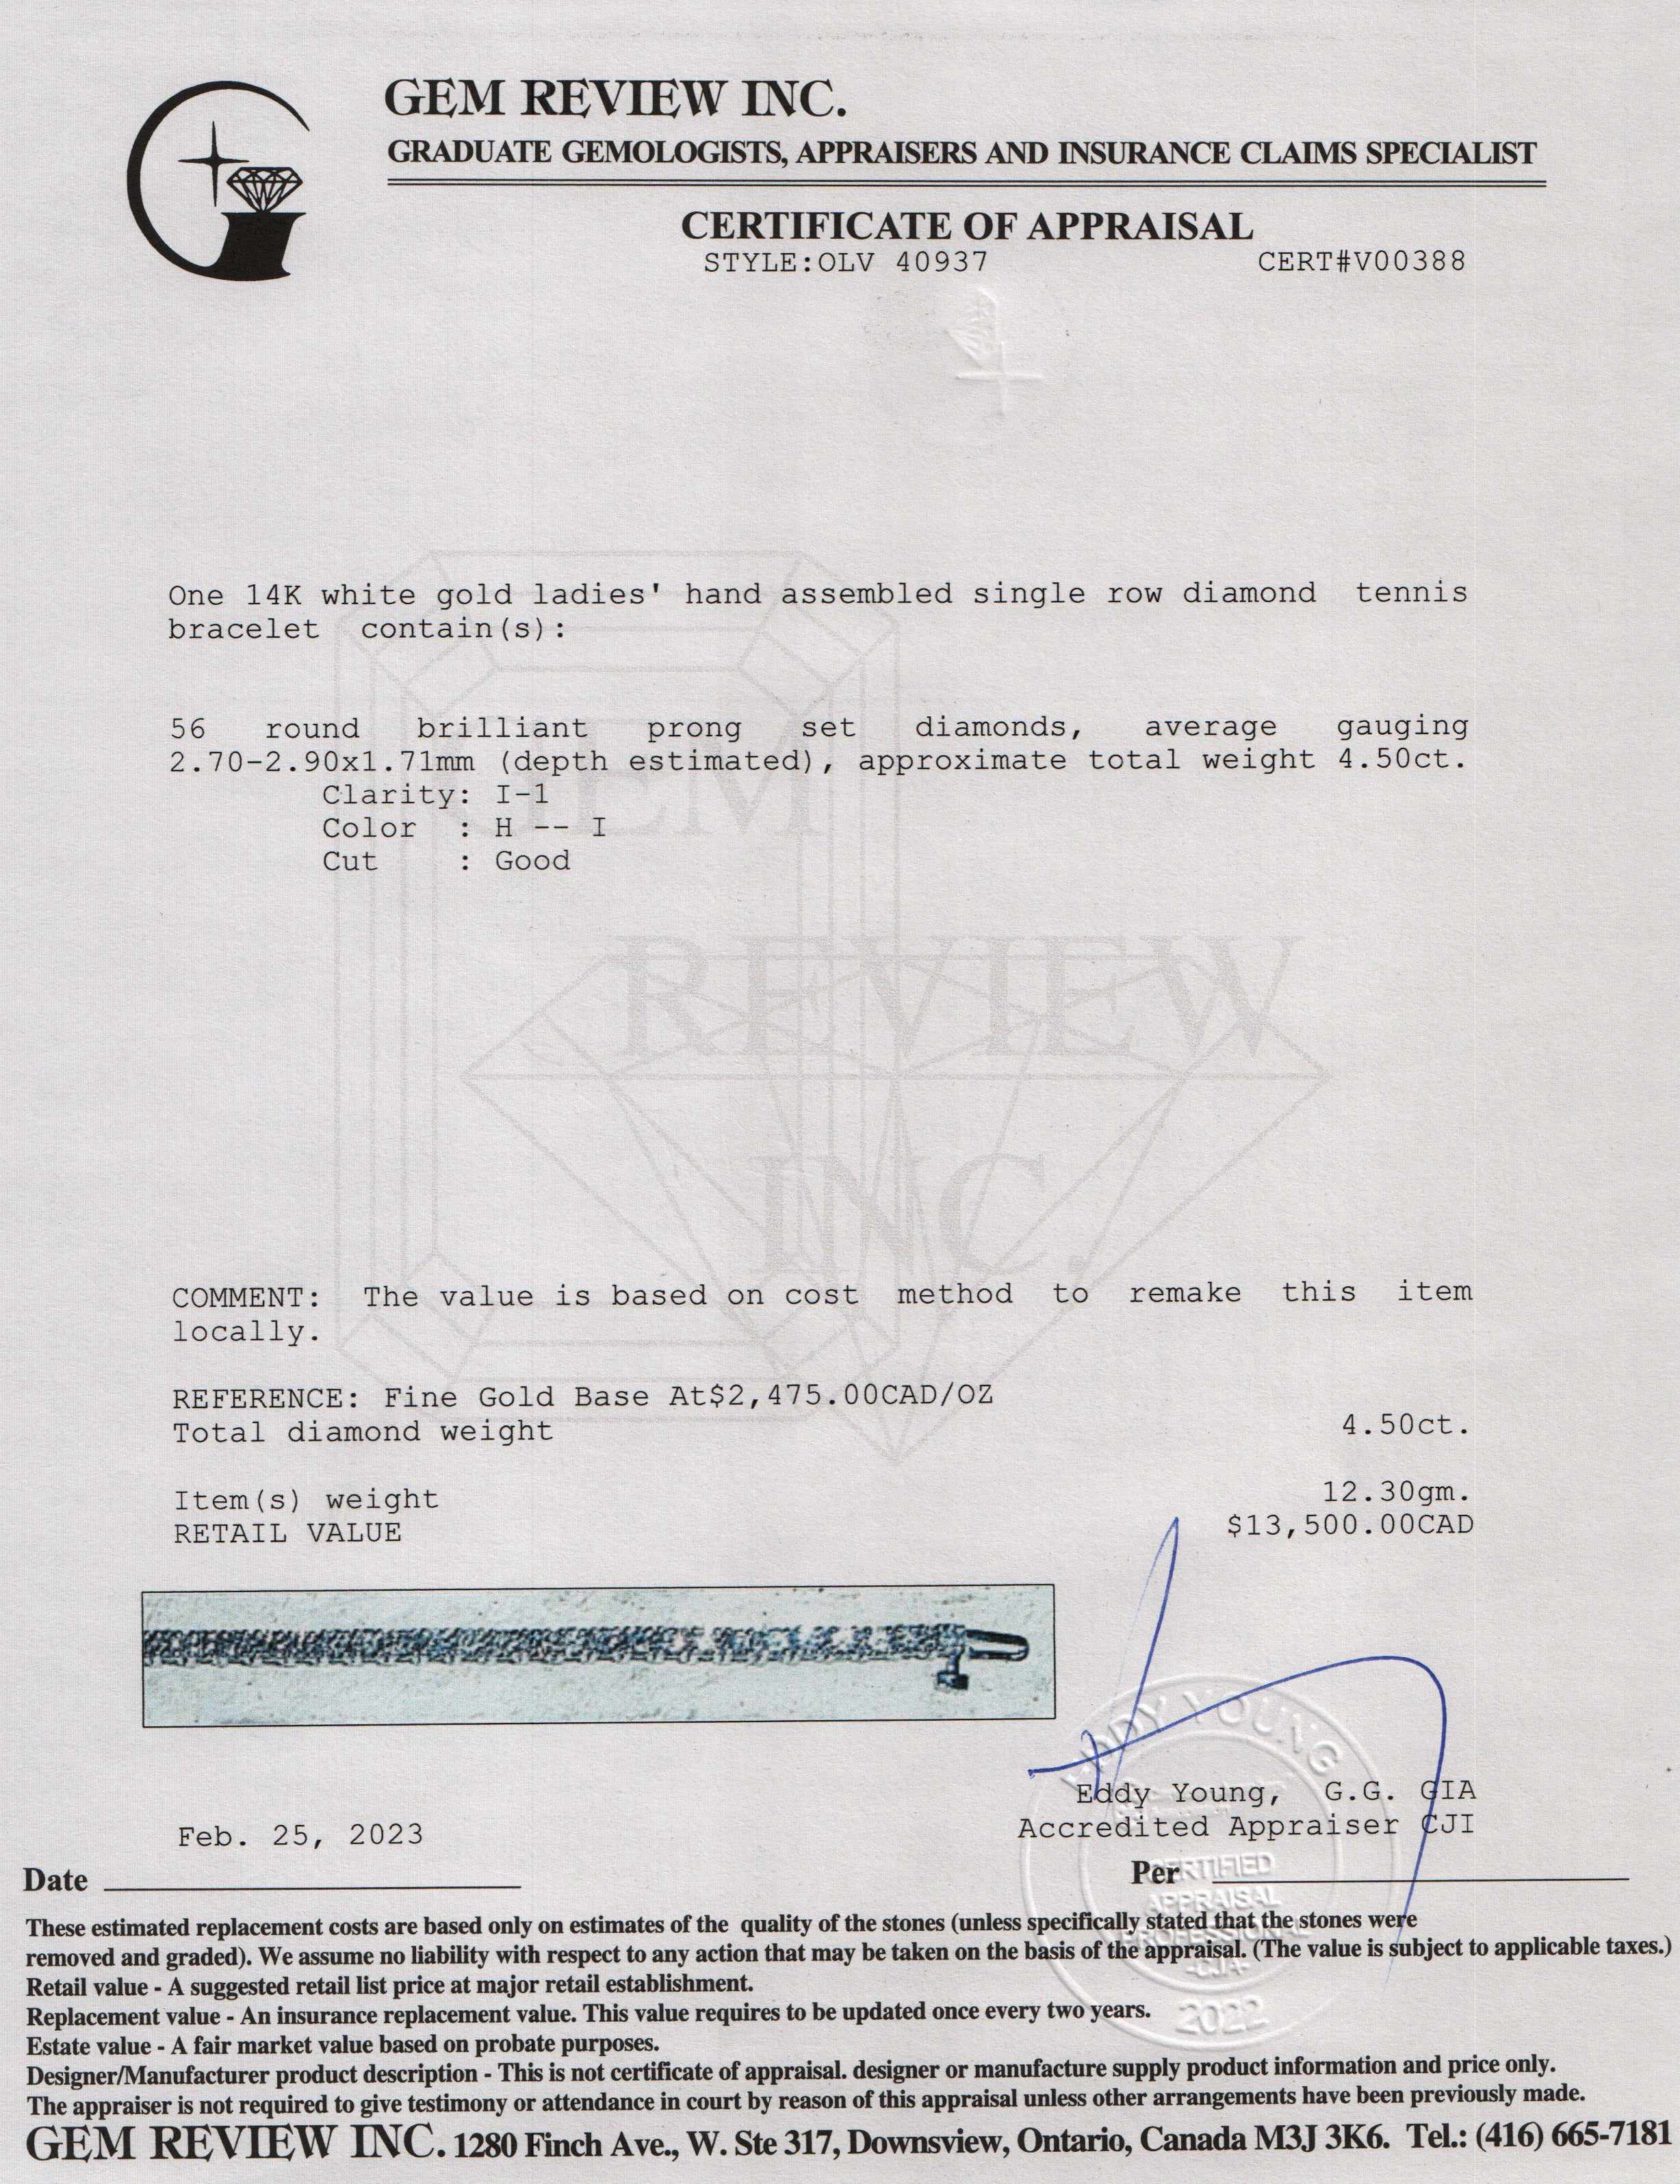 GEM REVIEW INC.
GRADUATE GEMOLOGISTS, APPRAISERS AND INSURANCE CLAIMS SPECIALIST
CERTIFICATE OF APPRAISAL
STYLE:OLV 40937 CERT#V00388
One 14K white gold ladies' hand assembled single row diamond tennis
bracelet contain(s):
56 round brilliant prong set diamonds, average gauging
2.70-2.90x1.71mm (depth estimated), approximate total weight 4.50ct.
Clarity: I-1
Color : H -- I
Cut : Good
GEM
REVIEW
INC.
COMMENT: The value is based on cost method to remake this item
locally.
REFERENCE: Fine Gold Base At$2,475.00CAD/OZ
Total diamond weight 4.50ct.
Item(s) weight 12.30gm.
RETAIL VALUE $13,500.00CAD
EDDY YOUNG
Eddy Young, G.G. GIA
Accredited Appraiser CJI
Feb. 25, 2023
Date
Per
CERTIFIED
APPRAISAL
PROFESSIONAL
2022
These estimated replacement costs are based only on estimates of the quality of the stones (unless specifically stated that the stones were
removed and graded). We assume no liability with respect to any action that may be taken on the basis of the appraisal. (The value is subject to applicable taxes.)
Retail value - A suggested retail list price at major retail establishment.
Replacement value - An insurance replacement value. This value requires to be updated once every two years.
Estate value - A fair market value based on probate purposes.
Designer/Manufacturer product description - This is not certificate of appraisal. designer or manufacture supply product information and price only.
The appraiser is not required to give testimony or attendance in court by reason of this appraisal unless other arrangements have been previously made.
GEM REVIEW INC. 1280 Finch Ave., W. Ste 317, Downsview, Ontario, Canada M3J 3K6. Tel.: (416) 665-7181